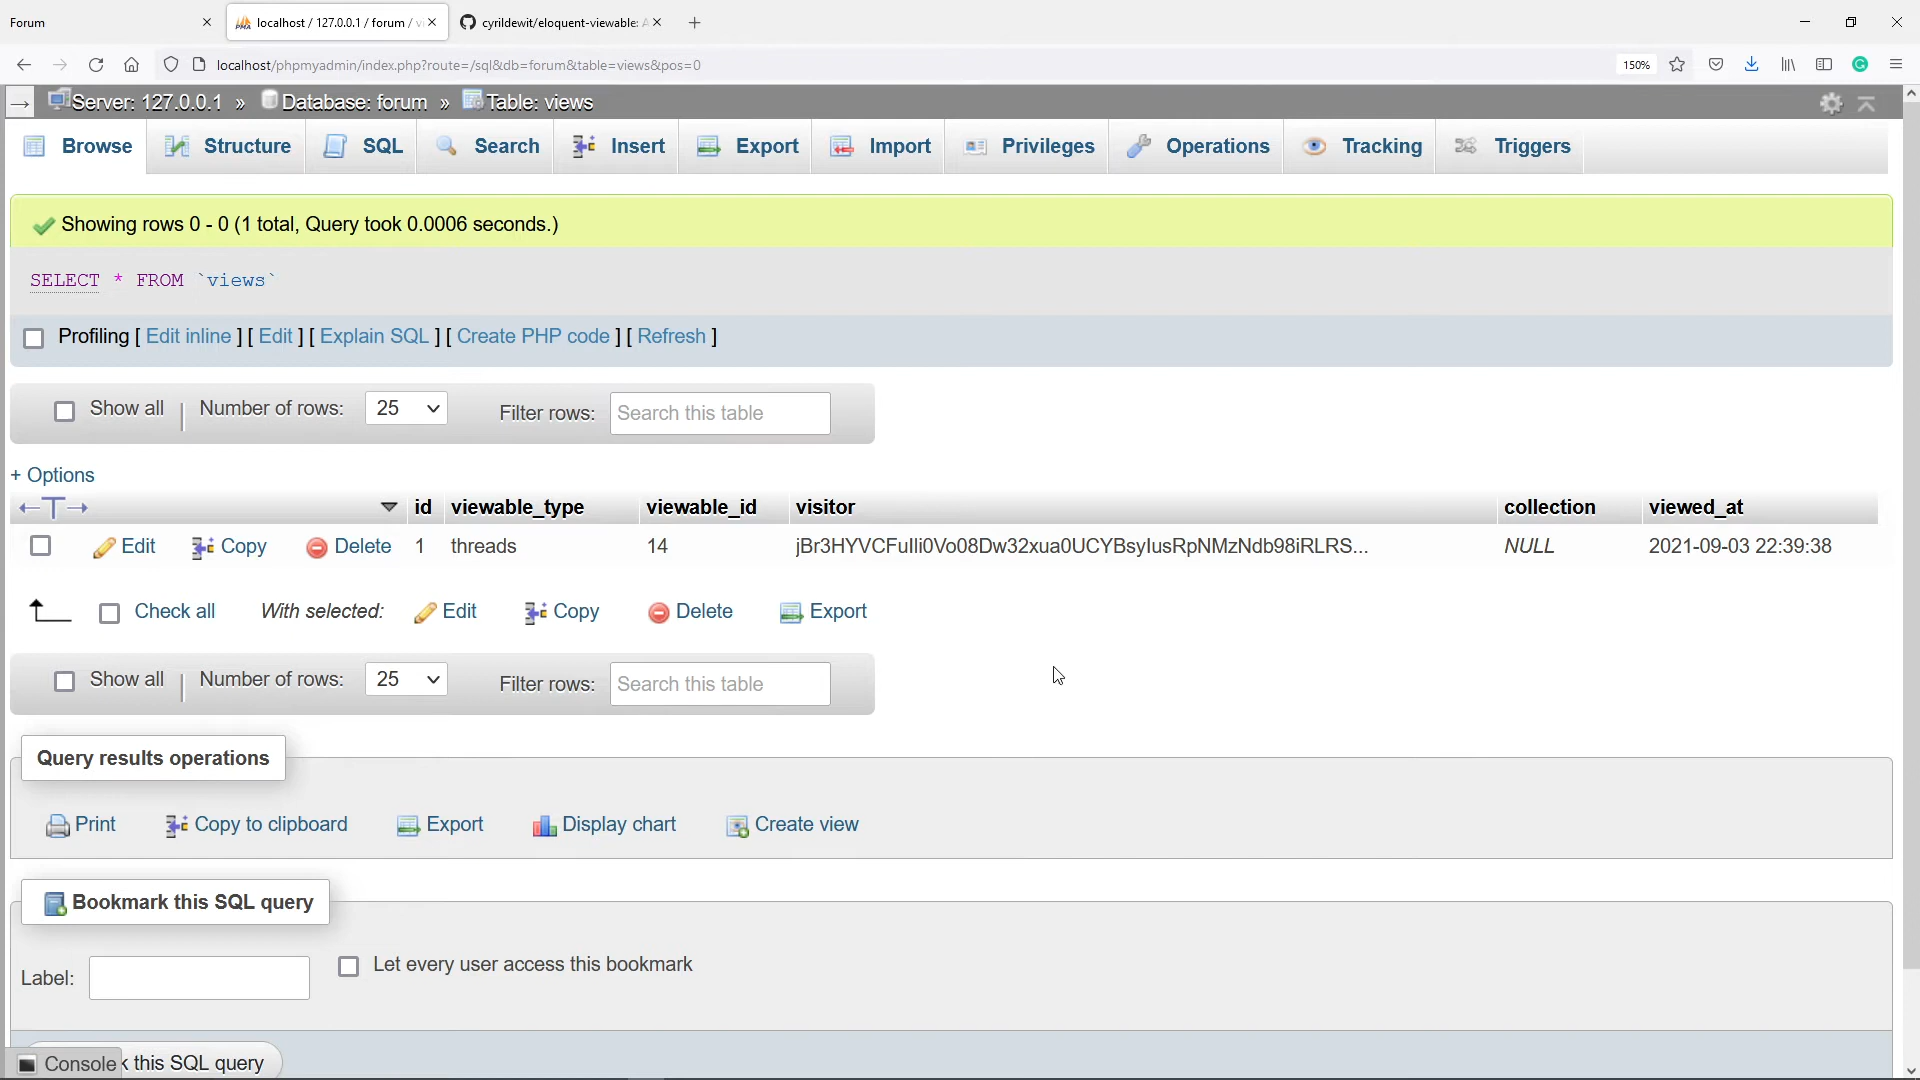 Forum
localhost / 127.0.0.1 / forum / vi
cyrildewit/eloquent-viewable: A
localhost/phpmyadmin/index.php?route=/sql&db=forum&table=views&pos=0
150%
Server: 127.0.0.1 » Database: forum » Table: views
Browse Structure SQL Search Insert Export Import Privileges Operations Tracking Triggers
Showing rows 0 - 0 (1 total, Query took 0.0006 seconds.)
SELECT * FROM `views`
Profiling [ Edit inline ] [ Edit ] [ Explain SQL ] [ Create PHP code ] [ Refresh ]
Show all Number of rows: 25 Filter rows: Search this table
+ Options
id viewable_type viewable_id visitor collection viewed_at
Edit Copy Delete 1 threads 14 jBr3HYVCFulli0Vo08Dw32xua0UCYBsylusRpNMzNdb98iRLRS... NULL 2021-09-03 22:39:38
Check all With selected: Edit Copy Delete Export
Show all Number of rows: 25 Filter rows: Search this table
Query results operations
Print Copy to clipboard Export Display chart Create view
Bookmark this SQL query
Label: Let every user access this bookmark
Console k this SQL query